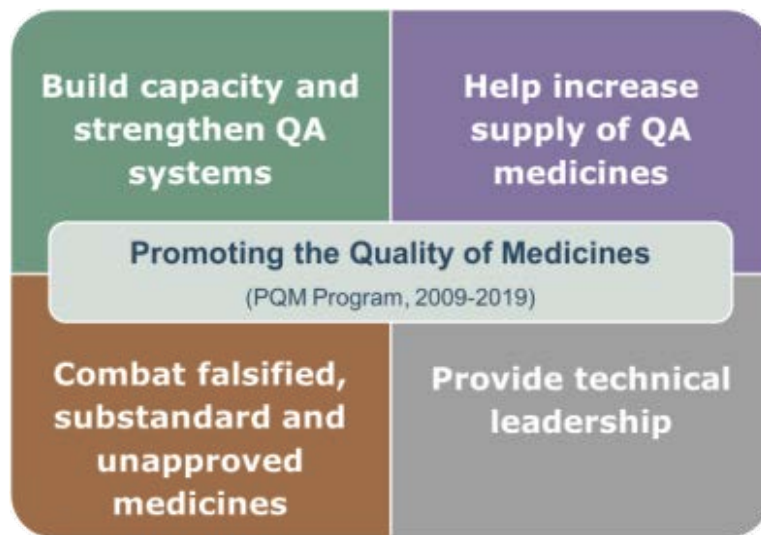 Build capacity and
strengthen QA
systems
Help increase
supply of QA
medicines
Promoting the Quality of Medicines
(PQM Program, 2009-2019)
Combat falsified,
substandard and
unapproved
medicines
Provide technical
leadership